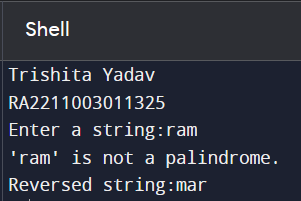 Shell
Trishita Yadav
RA2211003011325
Enter a string:ram
'ram' is not a palindrome.
Reversed string:mar